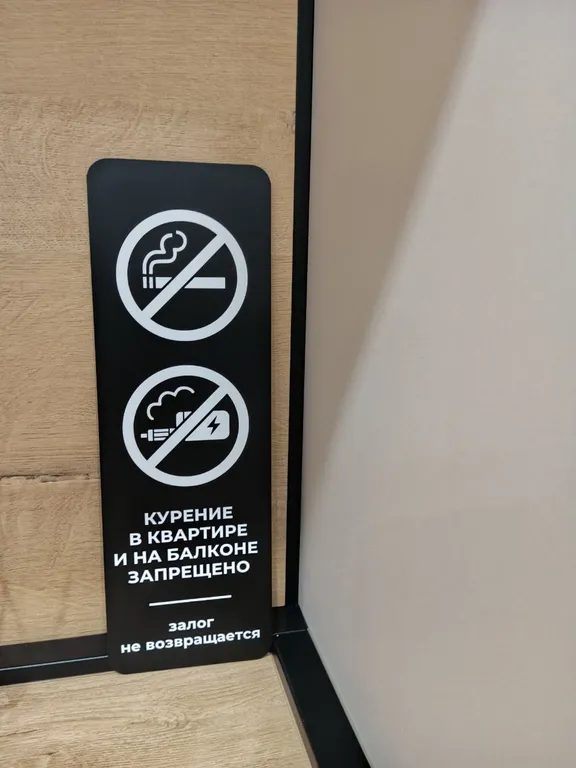 КУРЕНИЕ
В КВАРТИРЕ
И НА БАЛКОНЕ
ЗАПРЕЩЕНО
залог
не возвращается